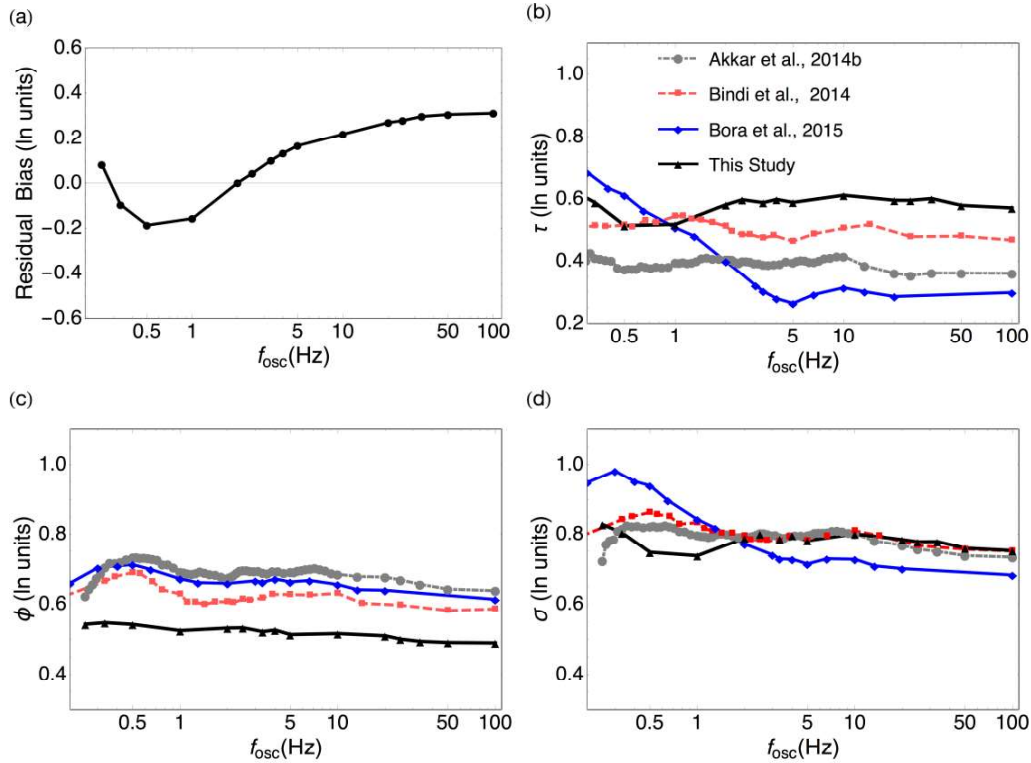 (a)
0.6
0.4
0.2
0.0
−0.2
−0.4
−0.6
Residual Bias (ln units)
0.5 1 5 10 50 100
fosc(Hz)
(b)
1.0
0.8
0.6
0.4
0.2
τ (ln units)
Akkar et al., 2014b
Bindi et al., 2014
Bora et al., 2015
This Study
0.5 1 5 10 50 100
fosc(Hz)
(c)
1.0
0.8
0.6
0.4
ϕ (ln units)
0.5 1 5 10 50 100
fosc(Hz)
(d)
1.0
0.8
0.6
0.4
σ (ln units)
0.5 1 5 10 50 100
fosc(Hz)